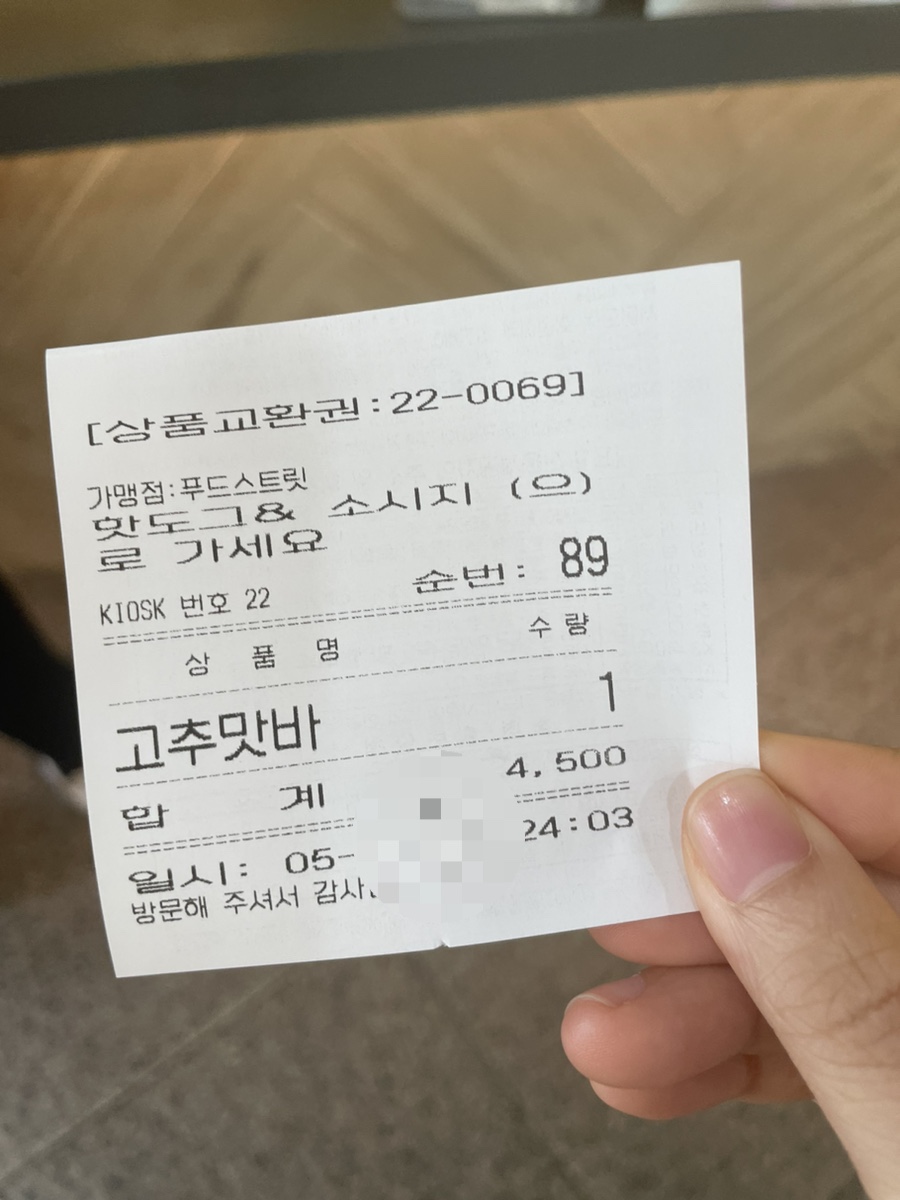 [상품교환권:22-0069]
가맹점:푸드스트릿
핫도그& 소시지 (으)
로 가세요
KIOSK 번호 22 순번: 89
상 품 명 수 량
고추맛바 1
합 계 4,500
일시: 05- 24:03
방문해 주셔서 감사